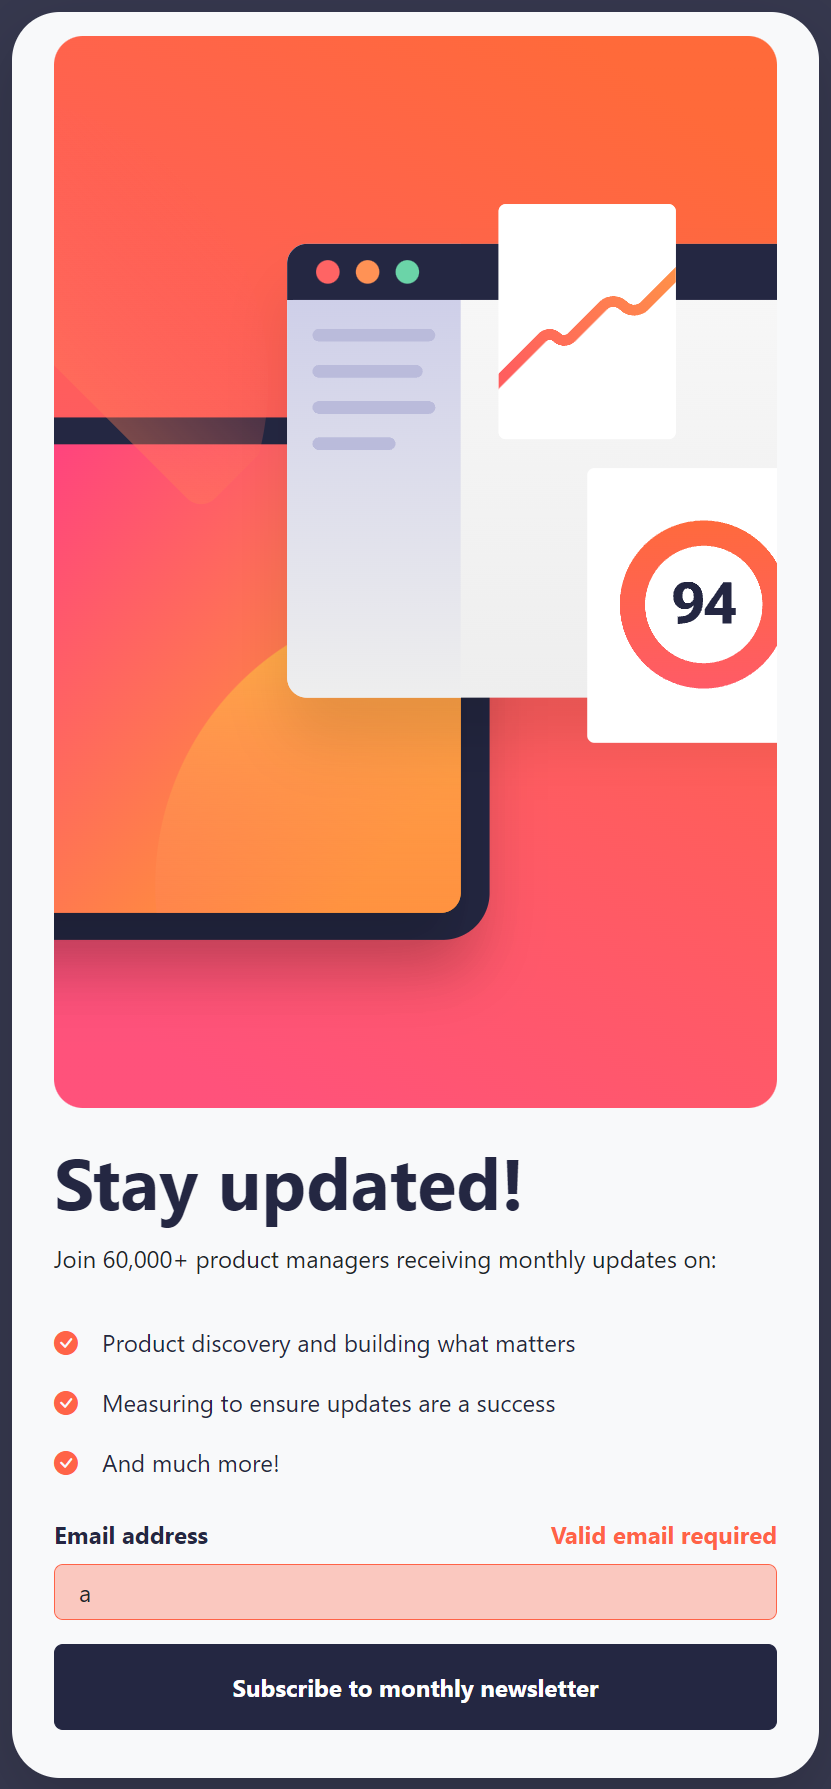 94
Stay updated!
Join 60,000+ product managers receiving monthly updates on:
Product discovery and building what matters
Measuring to ensure updates are a success
And much more!
Email address
Valid email required
a
Subscribe to monthly newsletter